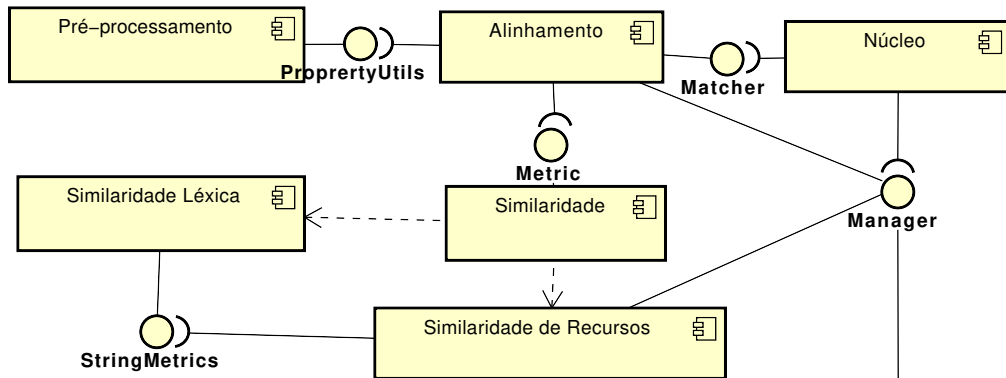 Pré-processamento
Alinhamento
Núcleo
ProprertyUtils
Matcher
Metric
Similaridade Léxica
Similaridade
Manager
Similaridade de Recursos
StringMetrics